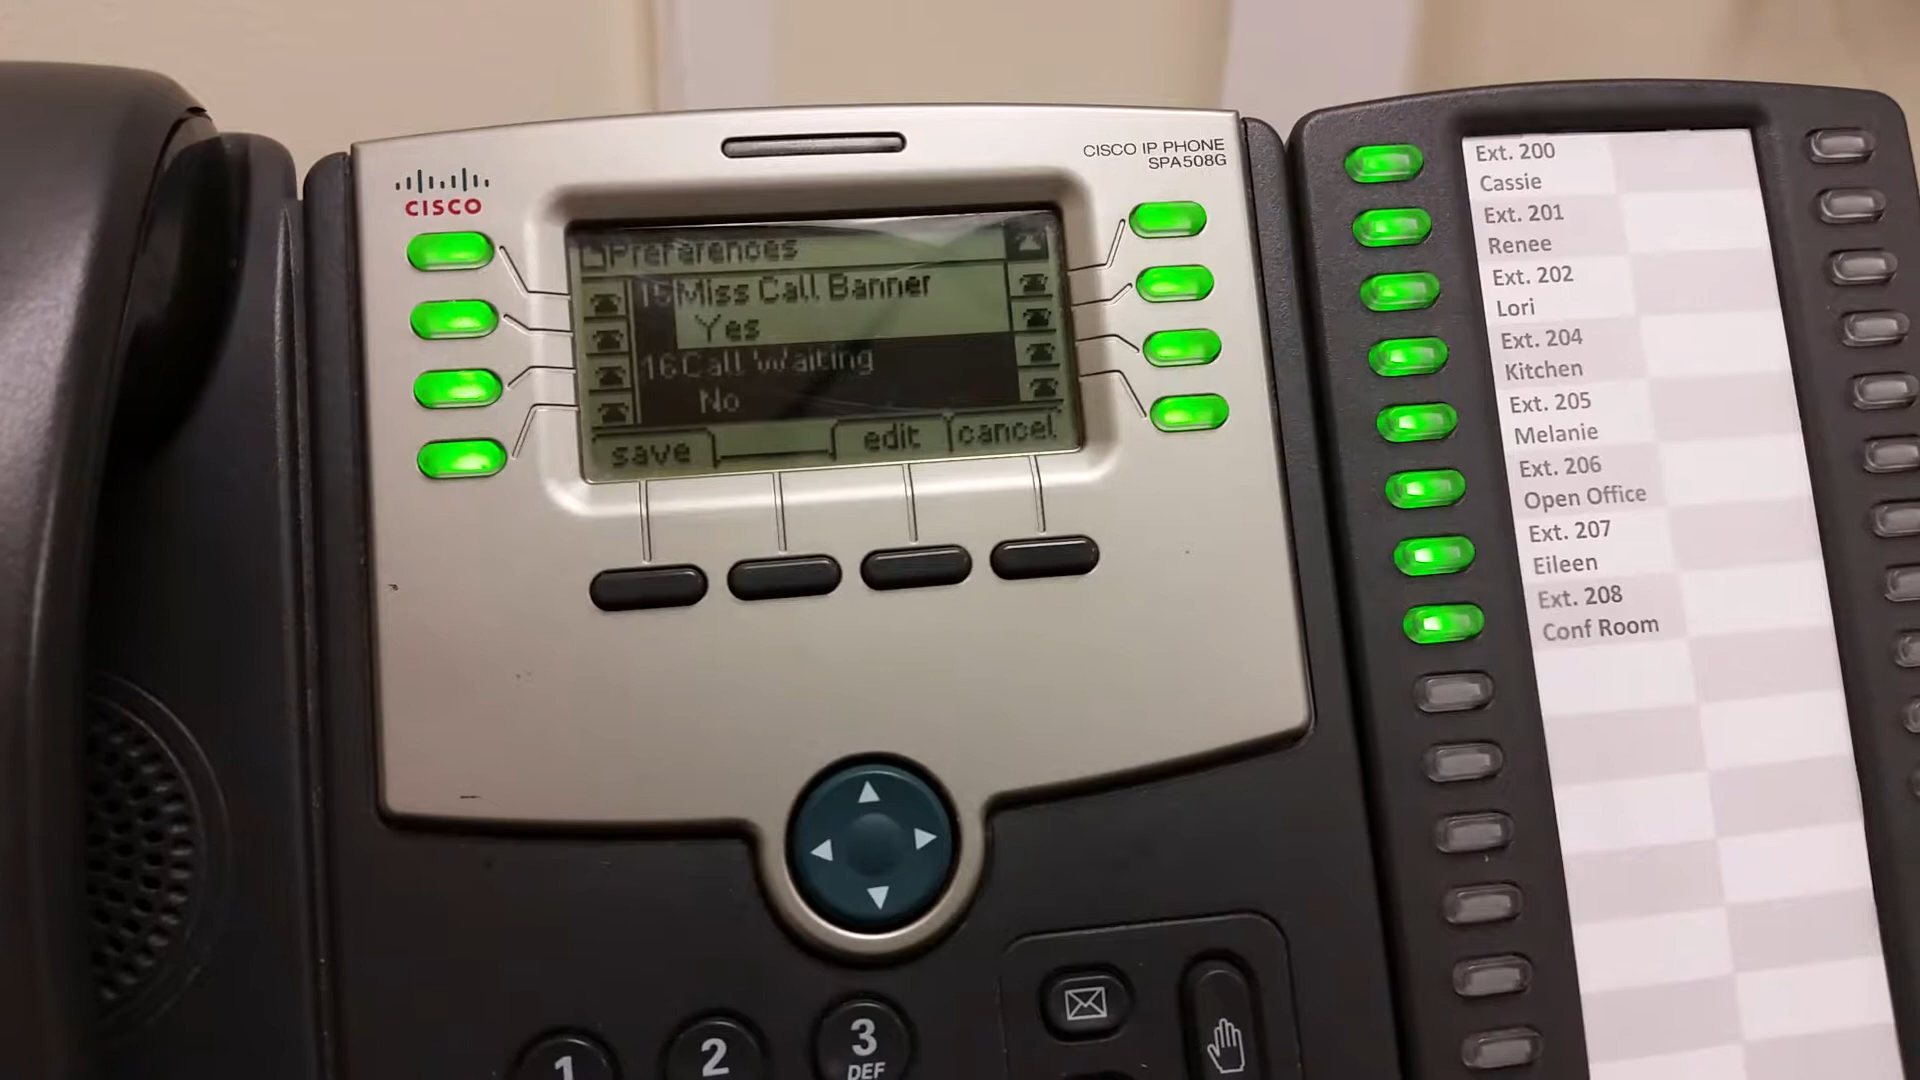 CISCO
CISCO IP PHONE
SPA508G
Preferences
15 Miss Call Banner
Yes
16 Call Waiting
No
save
edit
cancel
Ext. 200
Cassie
Ext. 201
Renee
Ext. 202
Lori
Ext. 204
Kitchen
Ext. 205
Melanie
Ext. 206
Open Office
Ext. 207
Eileen
Ext. 208
Conf Room
1
2
3
DEF